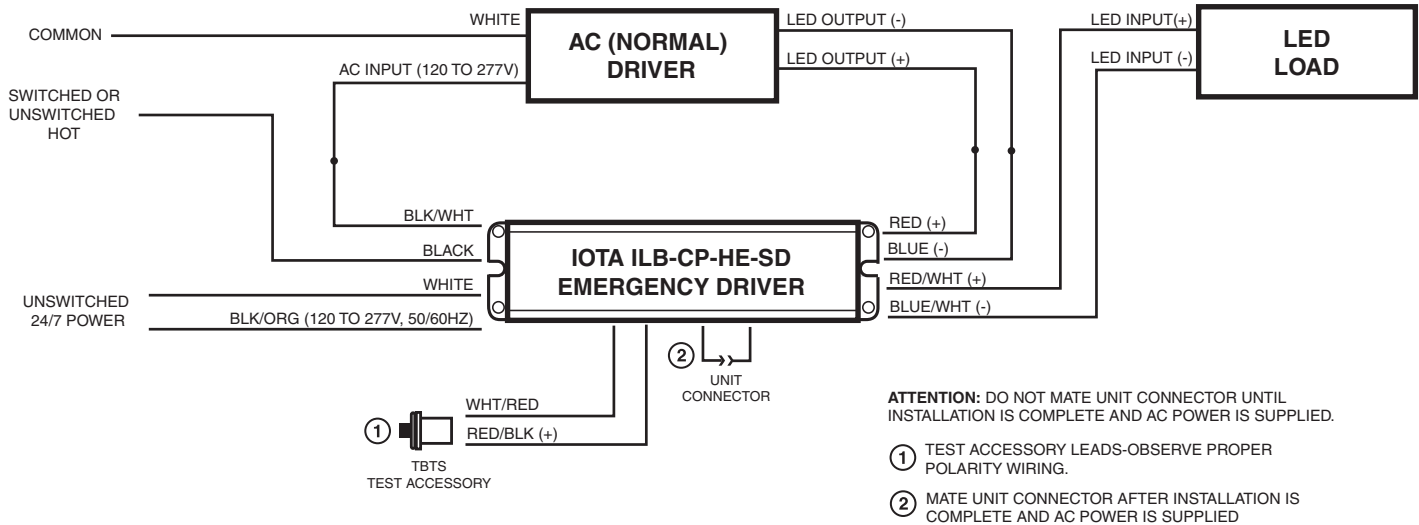 COMMON
WHITE
AC (NORMAL)
DRIVER
LED OUTPUT (-)
LED OUTPUT (+)
LED INPUT(+)
LED INPUT (-)
LED
LOAD
AC INPUT (120 TO 277V)
SWITCHED OR
UNSWITCHED
HOT
BLK/WHT
BLACK
WHITE
BLK/ORG (120 TO 277V, 50/60HZ)
UNSWITCHED
24/7 POWER
IOTA ILB-CP-HE-SD
EMERGENCY DRIVER
RED (+)
BLUE (-)
RED/WHT (+)
BLUE/WHT (-)
2
UNIT
CONNECTOR
WHT/RED
RED/BLK (+)
1
TBTS
TEST ACCESSORY
ATTENTION: DO NOT MATE UNIT CONNECTOR UNTIL
INSTALLATION IS COMPLETE AND AC POWER IS SUPPLIED.
1 TEST ACCESSORY LEADS-OBSERVE PROPER
POLARITY WIRING.
2 MATE UNIT CONNECTOR AFTER INSTALLATION IS
COMPLETE AND AC POWER IS SUPPLIED